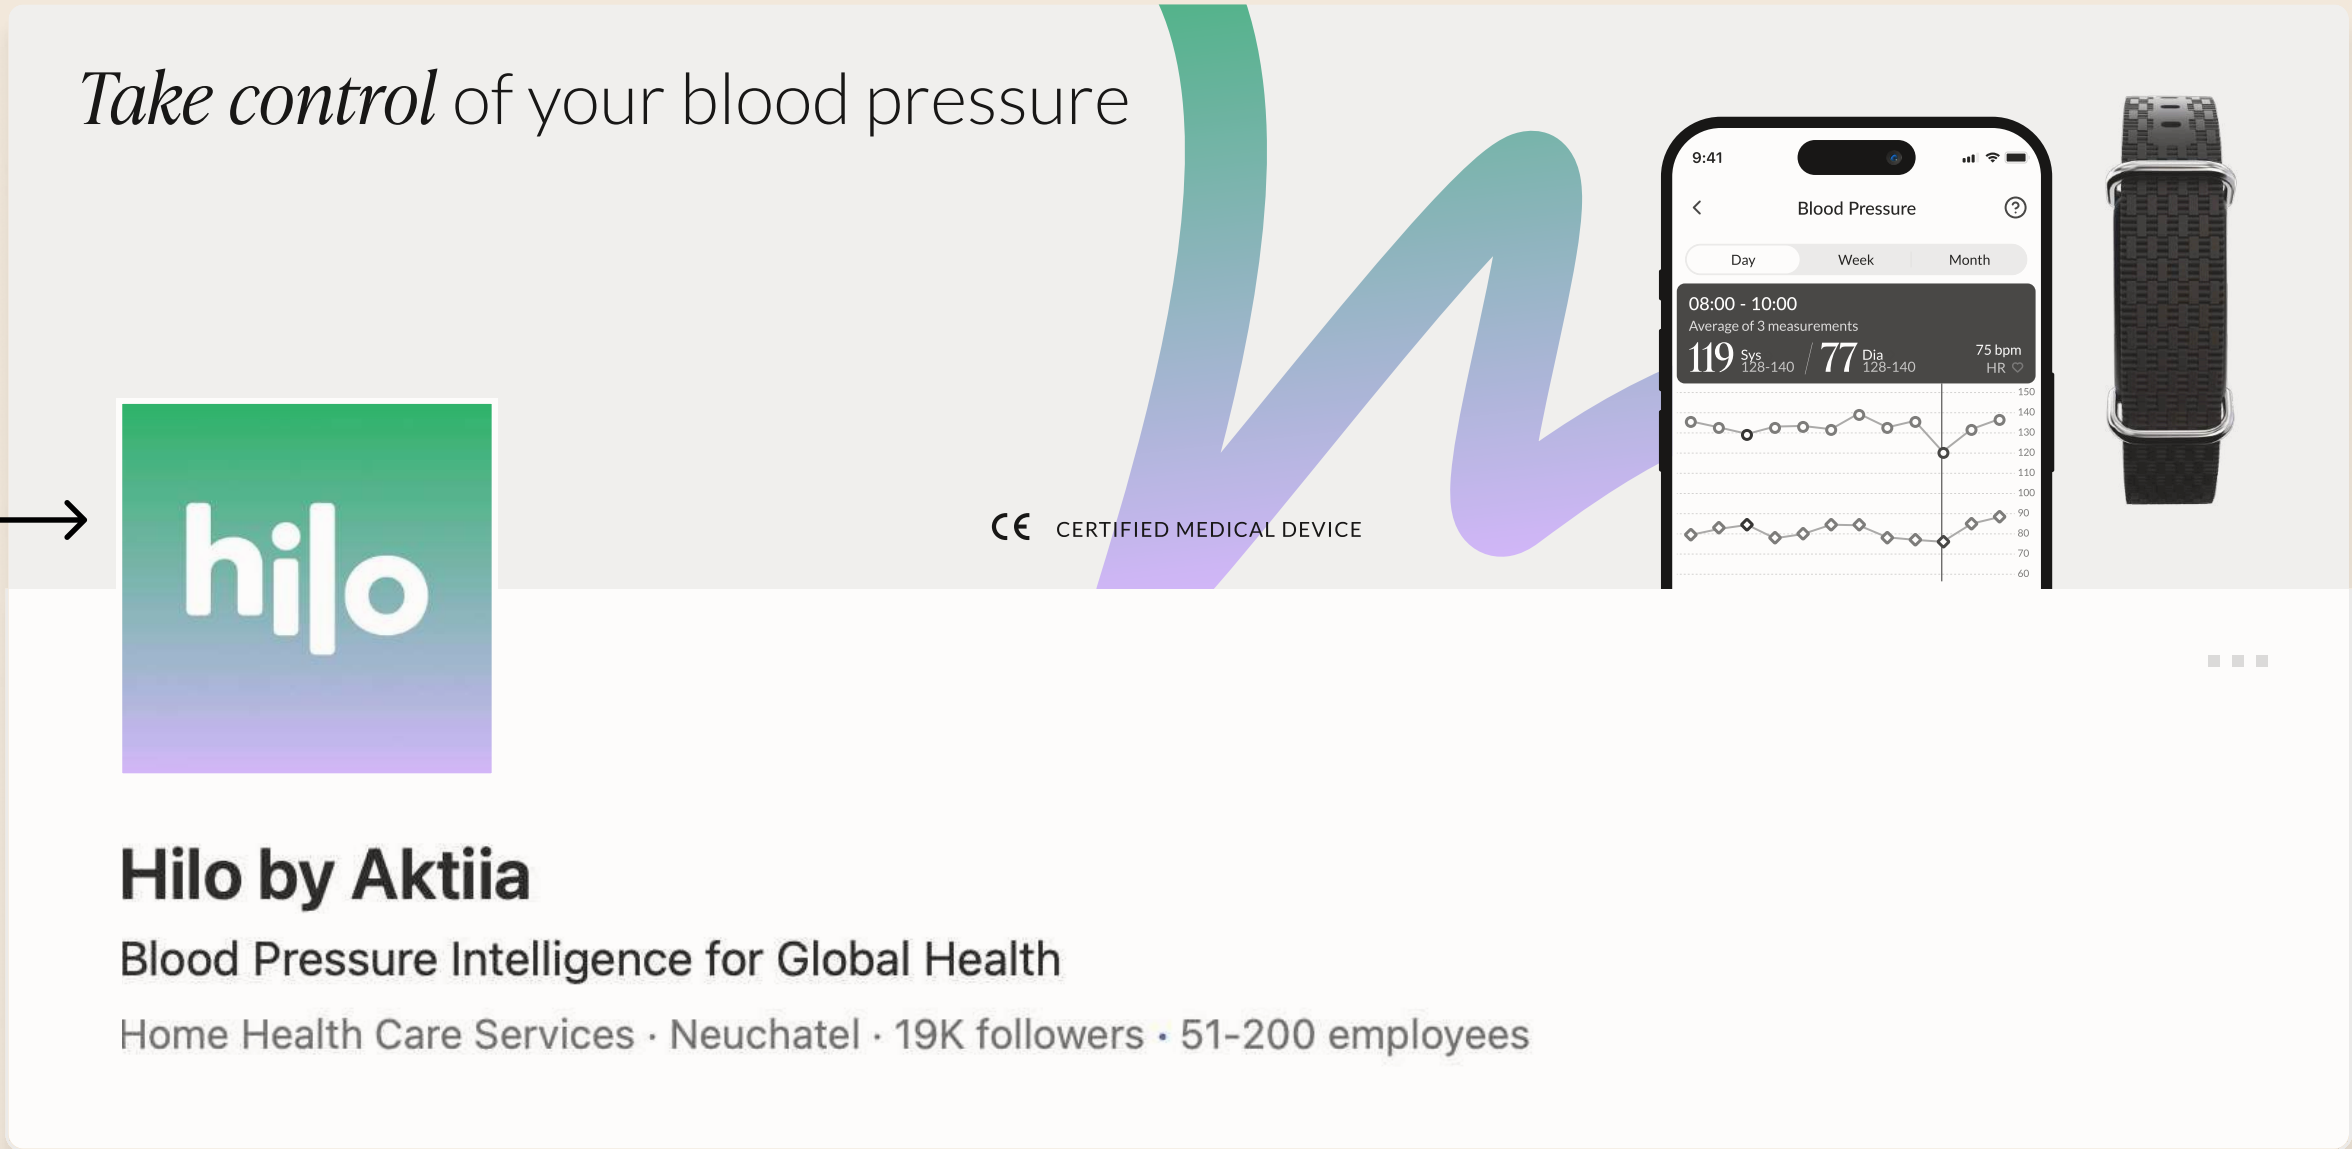 Take control of your blood pressure
9:41
Blood Pressure
Day Week Month
08:00 - 10:00
Average of 3 measurements
119 Sys 128-140 / 77 Dia 128-140
75 bpm
HR
150
140
130
120
110
100
90
80
70
60
CE CERTIFIED MEDICAL DEVICE
hilo
Hilo by Aktiia
Blood Pressure Intelligence for Global Health
Home Health Care Services · Neuchatel · 19K followers · 51-200 employees